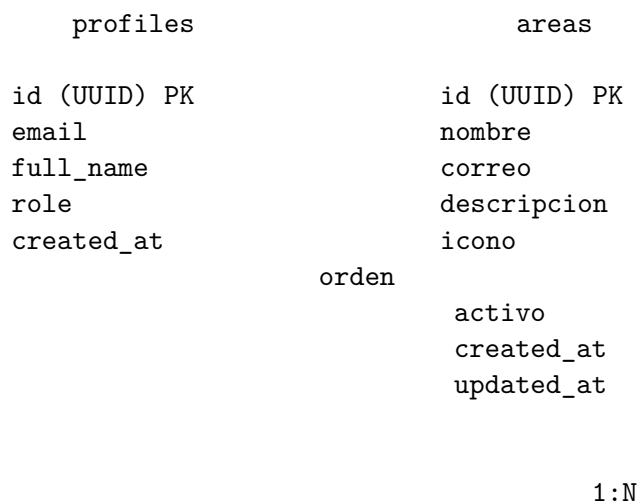 profiles areas
id (UUID) PK id (UUID) PK
email nombre
full_name correo
role descripcion
created_at icono
orden
activo
created_at
updated_at
1:N